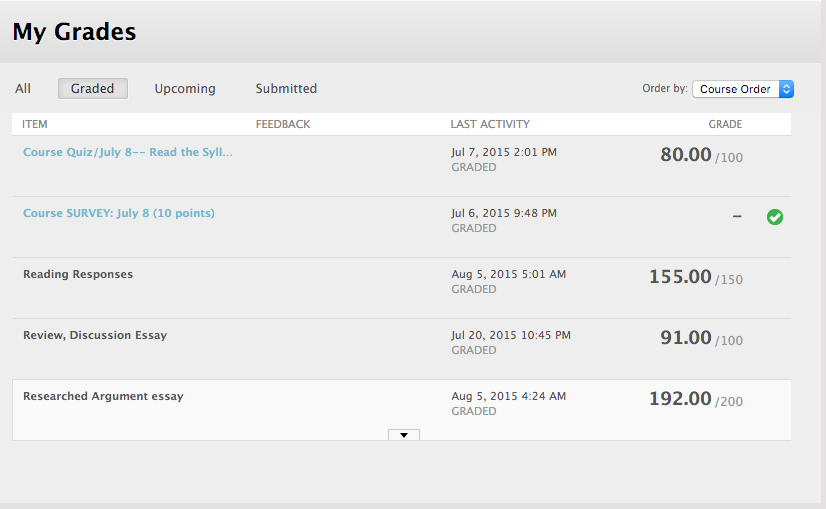 My Grades
All Graded Upcoming Submitted Order by: Course Order
ITEM FEEDBACK LAST ACTIVITY GRADE
Course Quiz/July 8-- Read the Syll... Jul 7, 2015 2:01 PM 80.00 /100
GRADED
Course SURVEY: July 8 (10 points) Jul 6, 2015 9:48 PM –
GRADED
Reading Responses Aug 5, 2015 5:01 AM 155.00 /150
GRADED
Review, Discussion Essay Jul 20, 2015 10:45 PM 91.00 /100
GRADED
Researched Argument essay Aug 5, 2015 4:24 AM 192.00 /200
GRADED